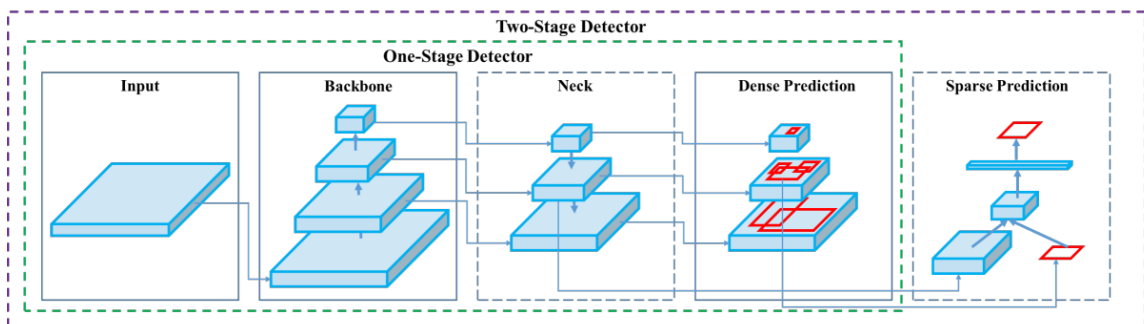 Two-Stage Detector
One-Stage Detector
Input
Backbone
Neck
Dense Prediction
Sparse Prediction